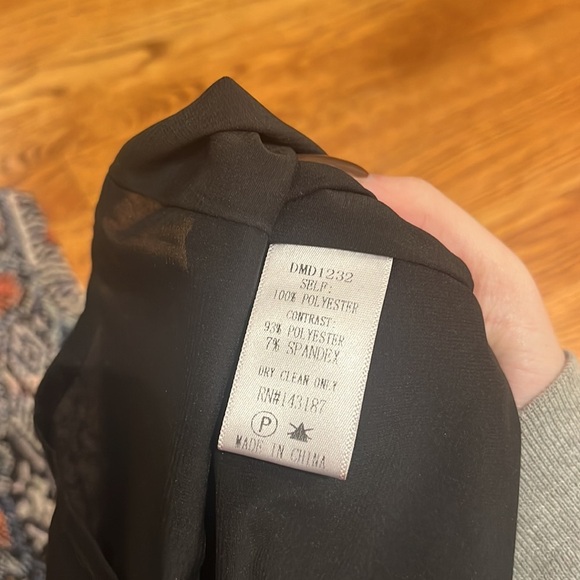 DMD1232
SELF:
100% POLYESTER
CONTRAST:
93% POLYESTER
7% SPANDEX
DRY CLEAN ONLY
RN#143187
P
MADE IN CHINA